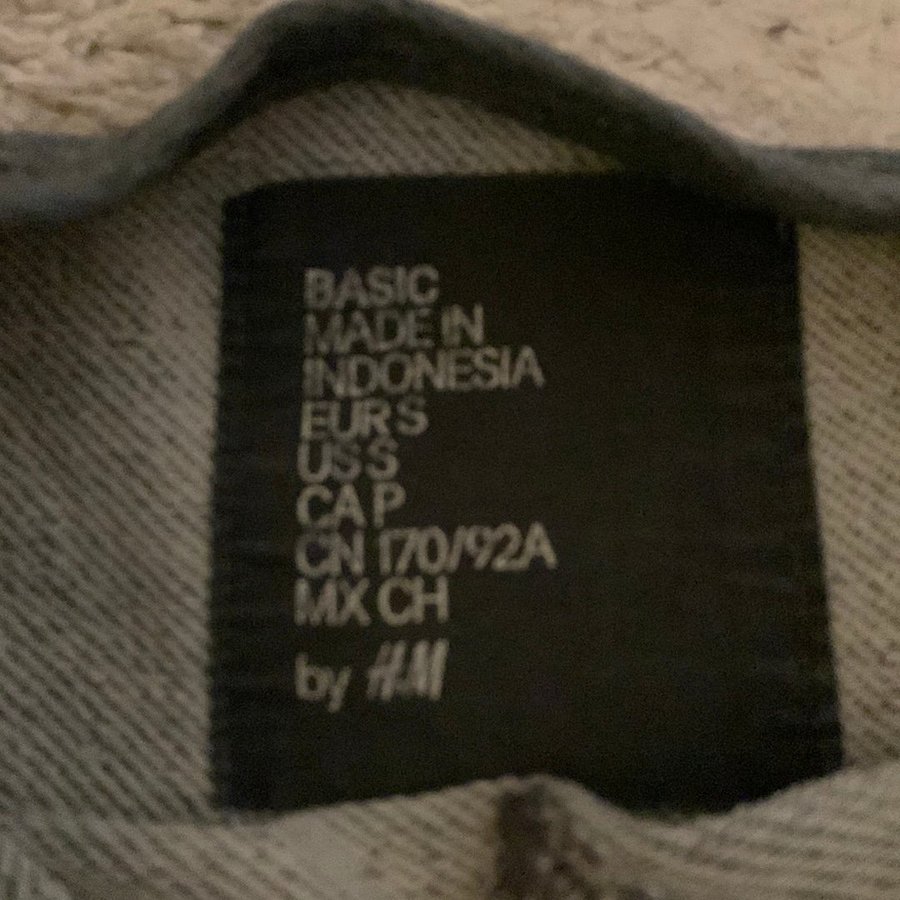 BASIC
MADE IN
INDONESIA
EUR S
US S
CA P
CN 170/92A
MX CH
by H&M